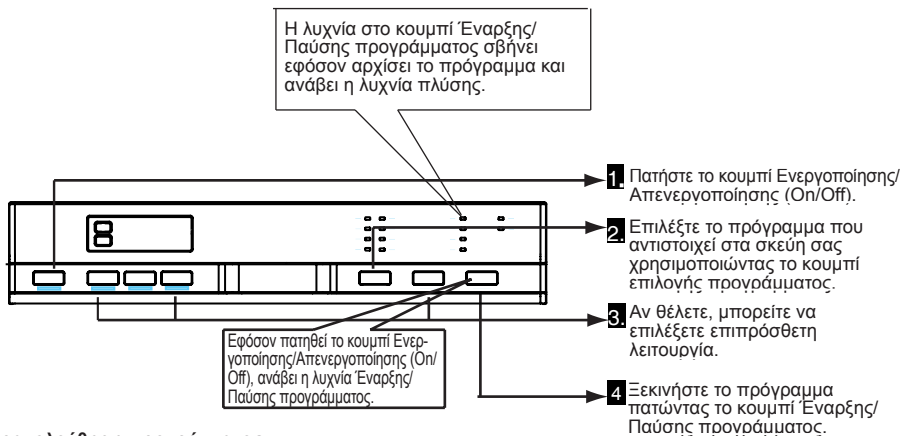 Η λυχνία στο κουμπί Έναρξης/
Παύσης προγράμματος σβήνει
εφόσον αρχίσει το πρόγραμμα και
ανάβει η λυχνία πλύσης.
1. Πατήστε το κουμπί Ενεργοποίησης/
Απενεργοποίησης (On/Off).
2. Επιλέξτε το πρόγραμμα που
αντιστοιχεί στα σκεύη σας
χρησιμοποιώντας το κουμπί
επιλογής προγράμματος.
3. Αν θέλετε, μπορείτε να
επιλέξετε επιπρόσθετη
λειτουργία.
Εφόσον πατηθεί το κουμπί Ενερ-
γοποίησης/Απενεργοποίησης (On/
Off), ανάβει η λυχνία Έναρξης/
Παύσης προγράμματος.
4 Ξεκινήστε το πρόγραμμα
πατώντας το κουμπί Έναρξης/
Παύσης προγράμματος.